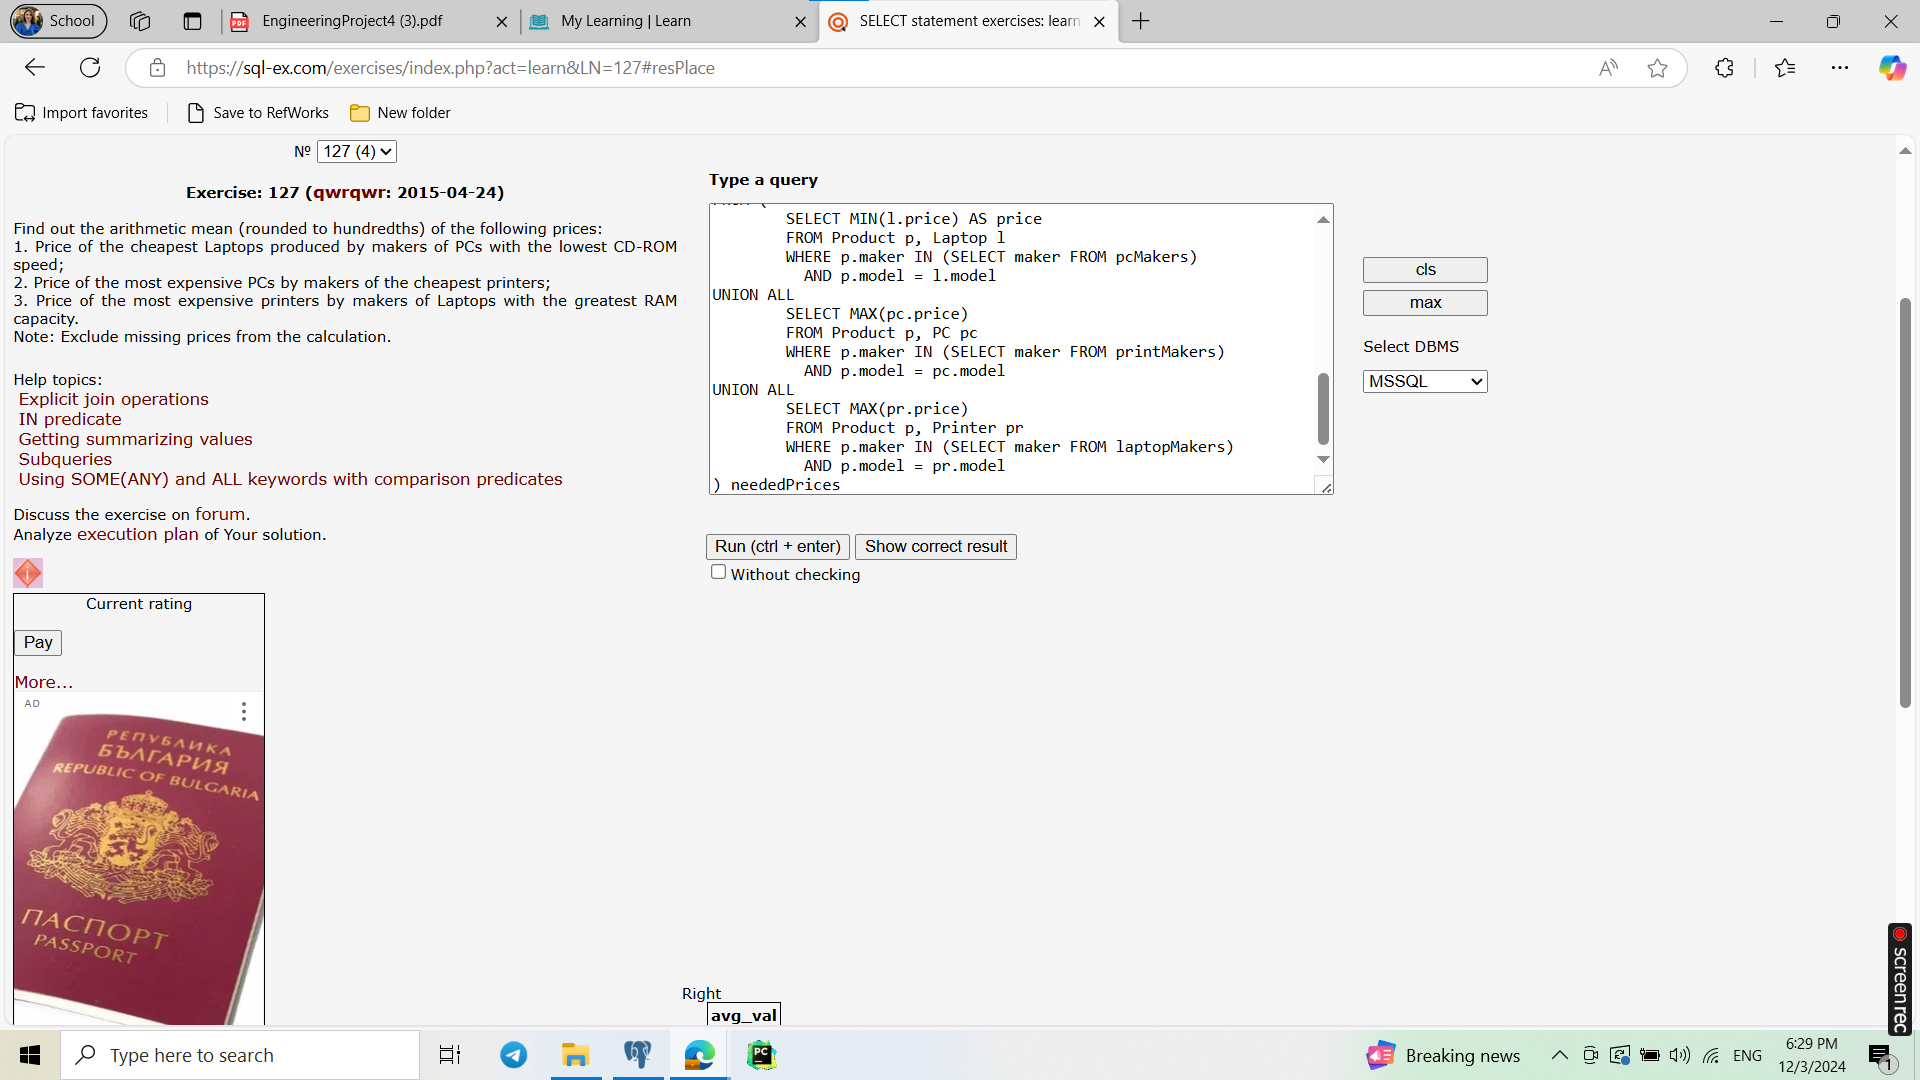 School
EngineeringProject4 (3).pdf
My Learning | Learn
SELECT statement exercises: learn
https://sql-ex.com/exercises/index.php?act=learn&LN=127#resPlace
Import favorites
Save to RefWorks
New folder
№ 127 (4)
Exercise: 127 (qwrqwr: 2015-04-24)
Find out the arithmetic mean (rounded to hundredths) of the following prices:
1. Price of the cheapest Laptops produced by makers of PCs with the lowest CD-ROM
speed;
2. Price of the most expensive PCs by makers of the cheapest printers;
3. Price of the most expensive printers by makers of Laptops with the greatest RAM
capacity.
Note: Exclude missing prices from the calculation.
Help topics:
Explicit join operations
IN predicate
Getting summarizing values
Subqueries
Using SOME(ANY) and ALL keywords with comparison predicates
Discuss the exercise on forum.
Analyze execution plan of Your solution.
Current rating
Pay
More...
AD
РЕПУБЛИКА
БЪЛГАРИЯ
REPUBLIC OF BULGARIA
ПАСПОРТ
PASSPORT
Type a query
SELECT MIN(l.price) AS price
FROM Product p, Laptop l
WHERE p.maker IN (SELECT maker FROM pcMakers)
AND p.model = l.model
UNION ALL
SELECT MAX(pc.price)
FROM Product p, PC pc
WHERE p.maker IN (SELECT maker FROM printMakers)
AND p.model = pc.model
UNION ALL
SELECT MAX(pr.price)
FROM Product p, Printer pr
WHERE p.maker IN (SELECT maker FROM laptopMakers)
AND p.model = pr.model
) neededPrices
cls
max
Select DBMS
MSSQL
Run (ctrl + enter)
Show correct result
Without checking
Right
avg_val
screen rec
Type here to search
PC
Breaking news
ENG
6:29 PM
12/3/2024
1